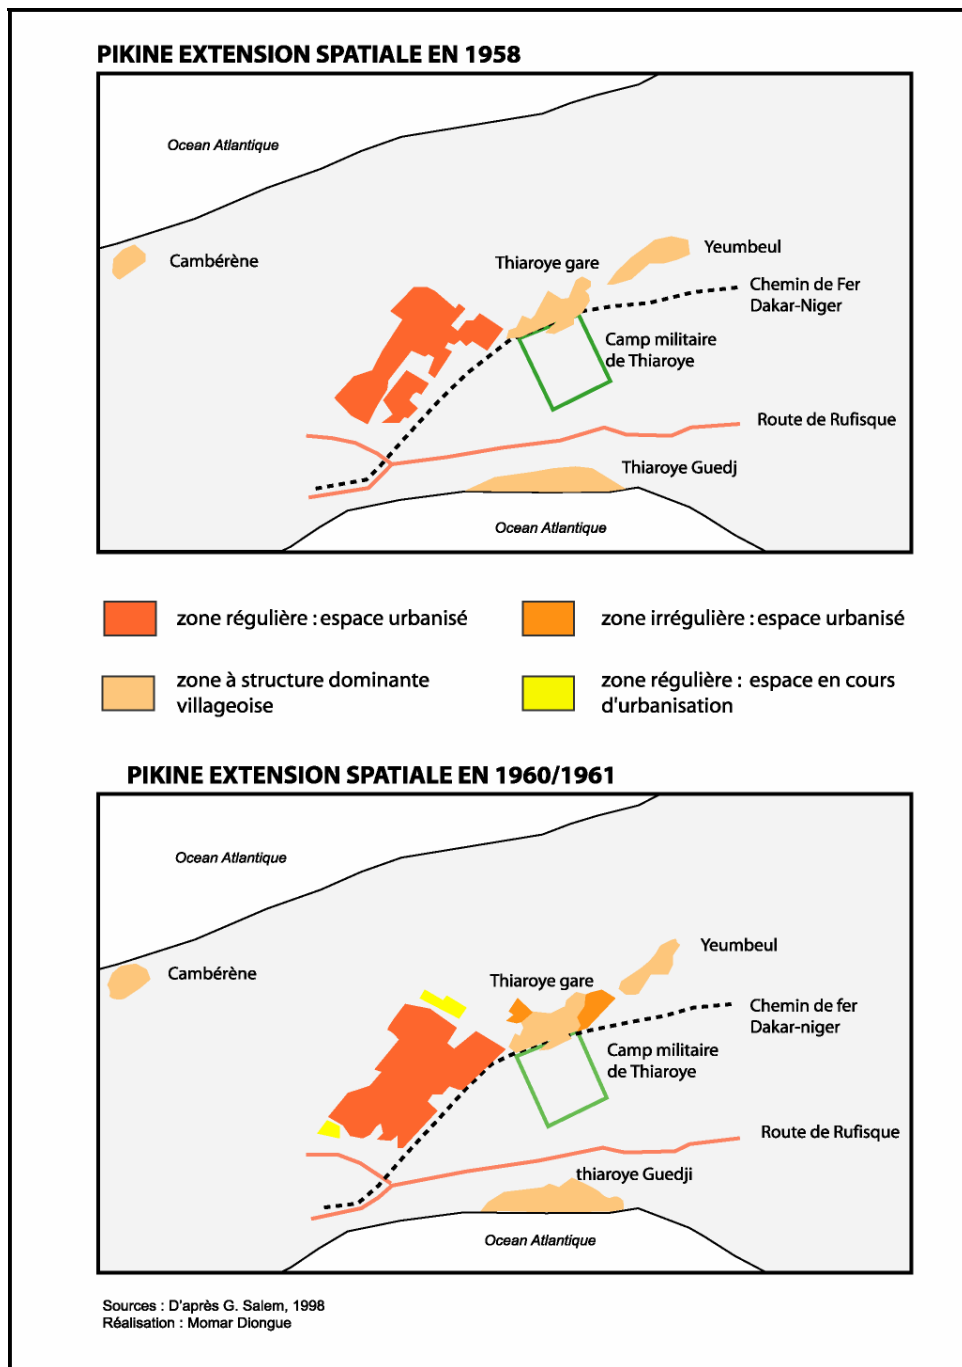 PIKINE EXTENSION SPATIALE EN 1958
Ocean Atlantique
Cambérène
Yeumbeul
Thiaroye gare
Chemin de Fer
Dakar-Niger
Camp militaire
de Thiaroye
Route de Rufisque
Thiaroye Guedj
Ocean Atlantique
zone régulière : espace urbanisé
zone irrégulière : espace urbanisé
zone à structure dominante
villageoise
zone régulière : espace en cours
d'urbanisation
PIKINE EXTENSION SPATIALE EN 1960/1961
Ocean Atlantique
Yeumbeul
Cambérène
Thiaroye gare
Chemin de fer
Dakar-niger
Camp militaire
de Thiaroye
Route de Rufisque
thiaroye Guedji
Ocean Atlantique
Sources : D'après G. Salem, 1998
Réalisation : Momar Diongue